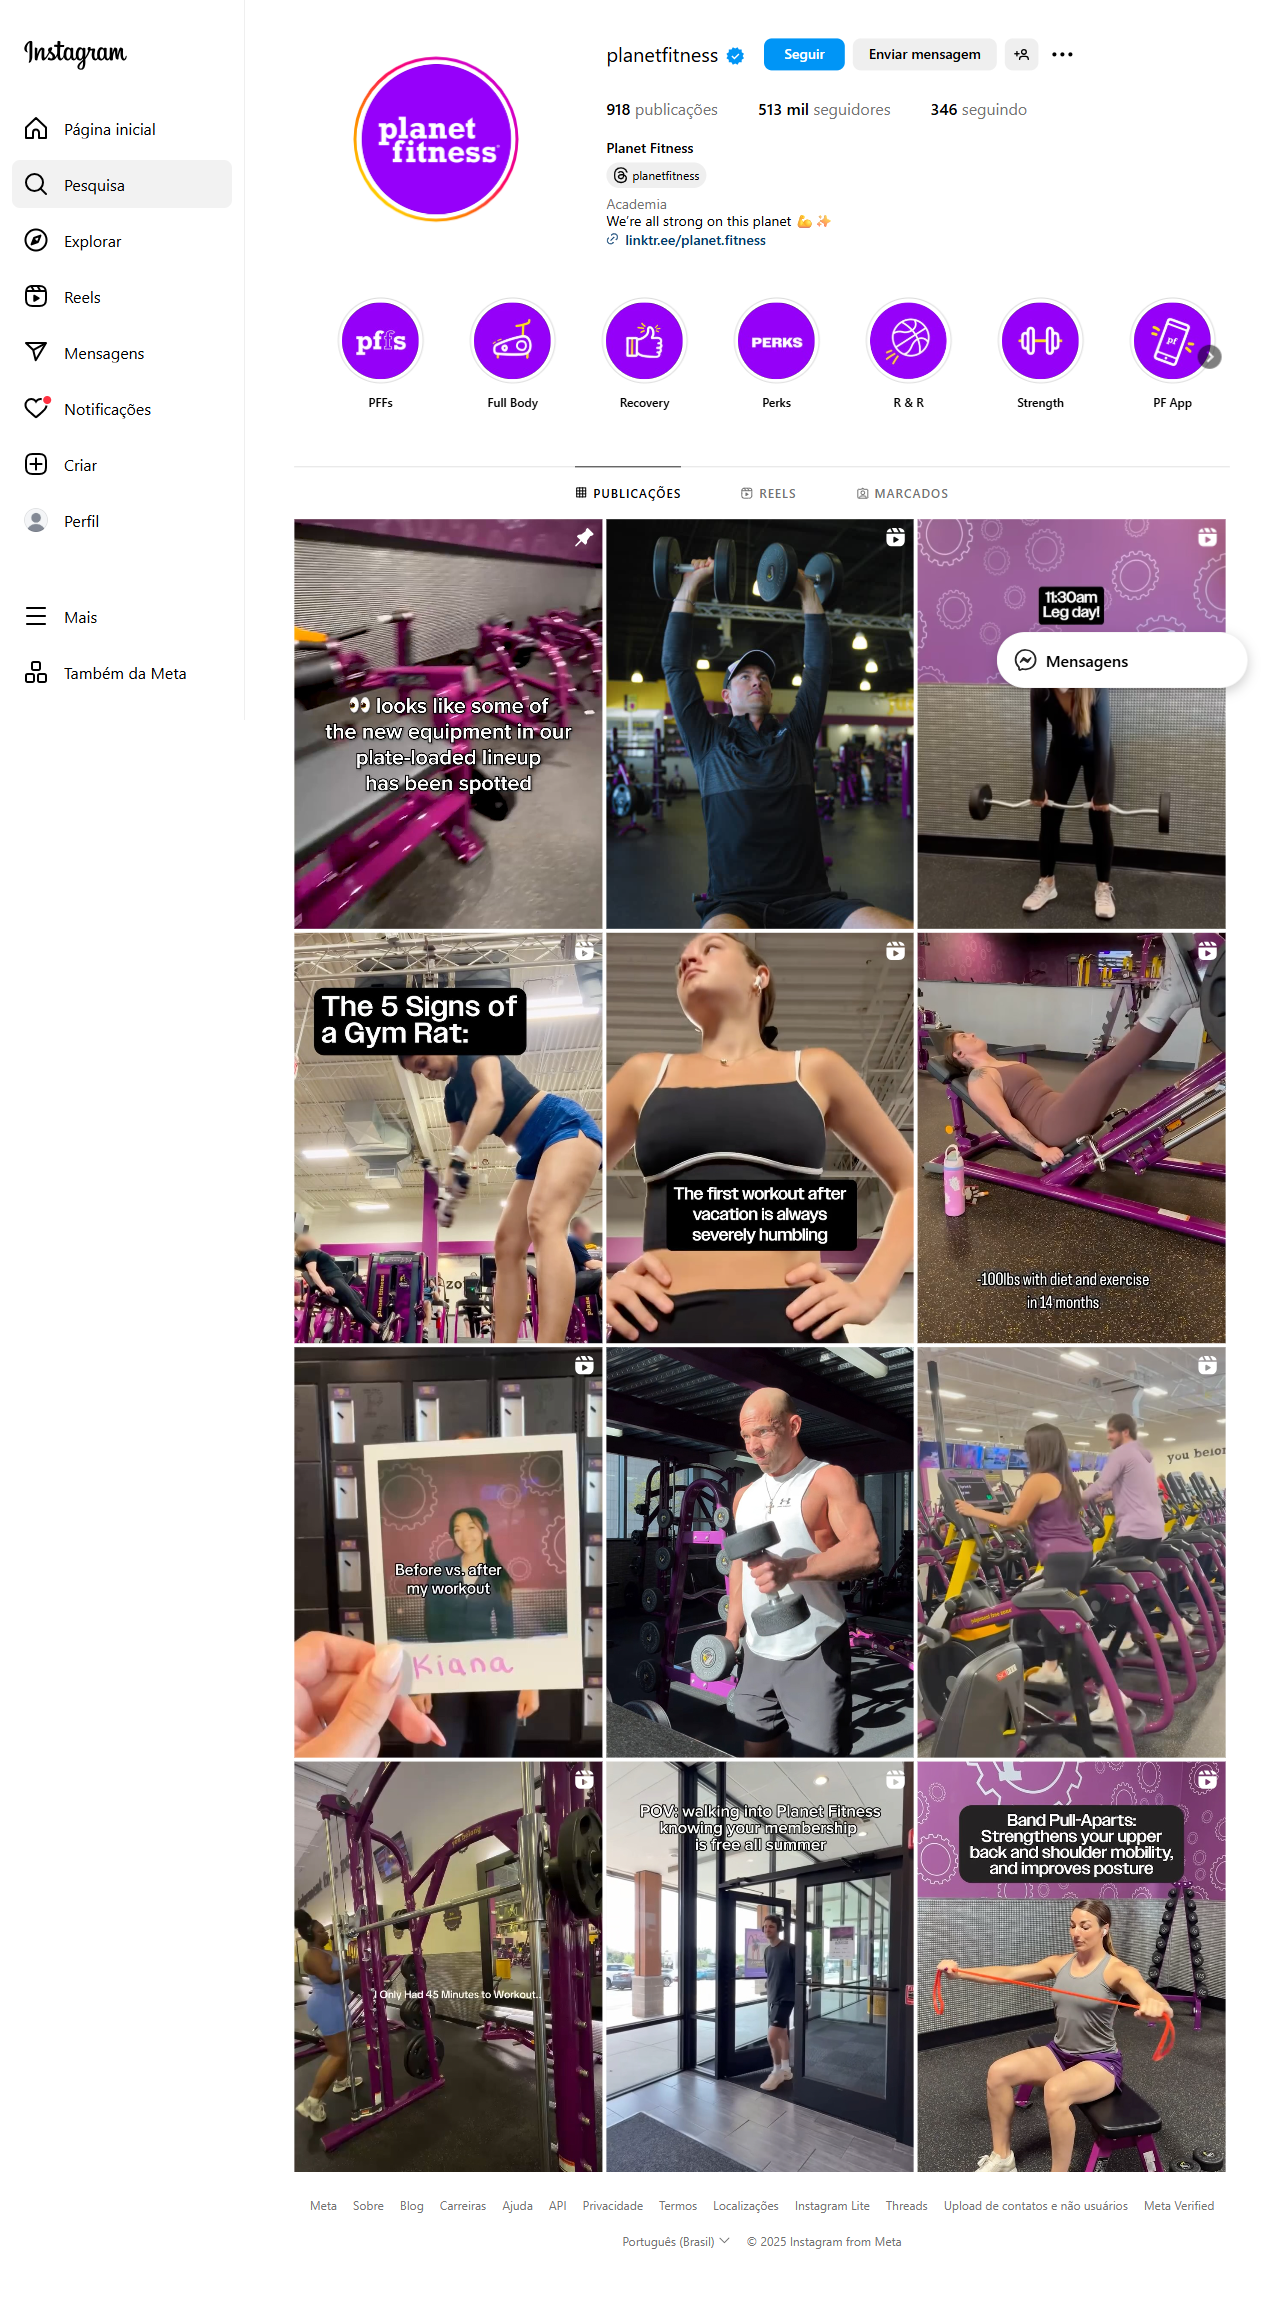 Instagram
Página inicial
Pesquisa
Explorar
Reels
Mensagens
Notificações
Criar
Perfil
Mais
Também da Meta
planet
fitness
planetfitness
Seguir
Enviar mensagem
918 publicações
513 mil seguidores
346 seguindo
Planet Fitness
planetfitness
Academia
We're all strong on this planet 💪✨
linktr.ee/planet.fitness
pffs
PERKS
pf
PFFs
Full Body
Recovery
Perks
R & R
Strength
PF App
PUBLICAÇÕES
REELS
MARCADOS
👀 looks like some of
the new equipment in our
plate-loaded lineup
has been spotted
11:30am
Leg day!
Mensagens
The 5 Signs of
a Gym Rat:
planet fitness
The first workout after
vacation is always
severely humbling
-100lbs with diet and exercise
in 14 months
Before vs. after
my workout
Kiana
you belon
I Only Had 45 Minutes to Workout..
POV: walking into Planet Fitness
knowing your membership
is free all summer
Band Pull-Aparts:
Strengthens your upper
back and shoulder mobility,
and improves posture
Meta
Sobre
Blog
Carreiras
Ajuda
API
Privacidade
Termos
Localizações
Instagram Lite
Threads
Upload de contatos e não usuários
Meta Verified
Português (Brasil)
© 2025 Instagram from Meta